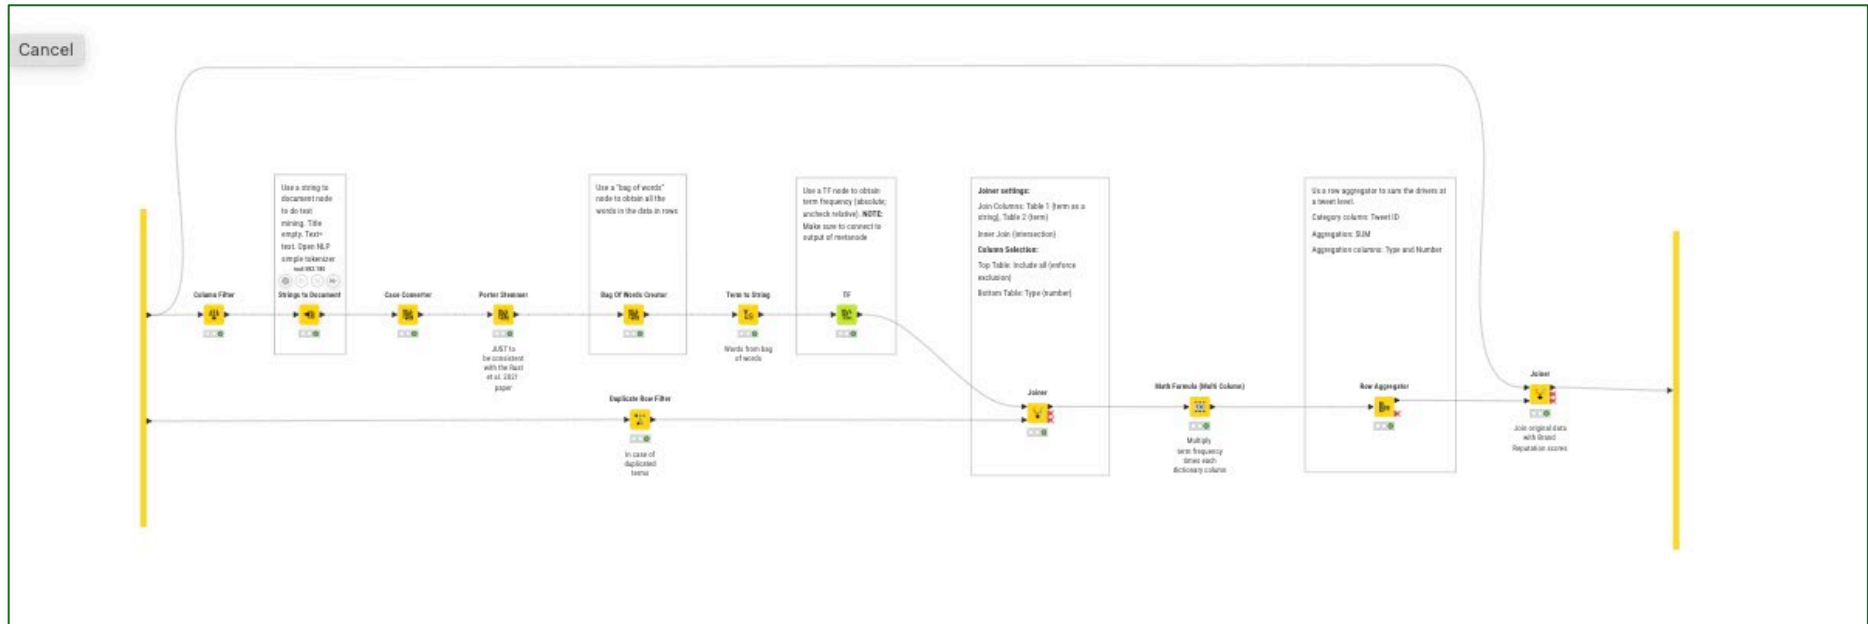 Cancel
Use a string to
document node
to do text
mining. Title
empty. Text=
text. Open NLP
simple tokenizer
Use a "bag of words"
node to obtain all the
words in the data in rows
Use a TF node to obtain
term frequency (absolute;
uncheck relative). NOTE:
Make sure to connect to
output of metanode
Joiner settings:
Join Columns: Table 1 (term as a
string), Table 2 (term)
Inner Join (intersection)
Column Selection:
Top Table: Include all (enforce
exclusion)
Bottom Table: Type (number)
Us a row aggregator to sum the drivers at
a tweet level.
Category column: Tweet ID
Aggregation: SUM
Aggregation columns: Type and Number
Column Filter
Strings to Document
Case Converter
Porter Stemmer
Bag Of Words Creator
Term to String
TF
JUST to
be consistent
with the Rust
et al. 2021
paper
Words from bag
of words
Duplicate Row Filter
In case of
duplicated
terms
Joiner
Math Formula (Multi Column)
Multiply
term frequency
times each
dictionary column
Row Aggregator
Joiner
Join original data
with Brand
Reputation scores